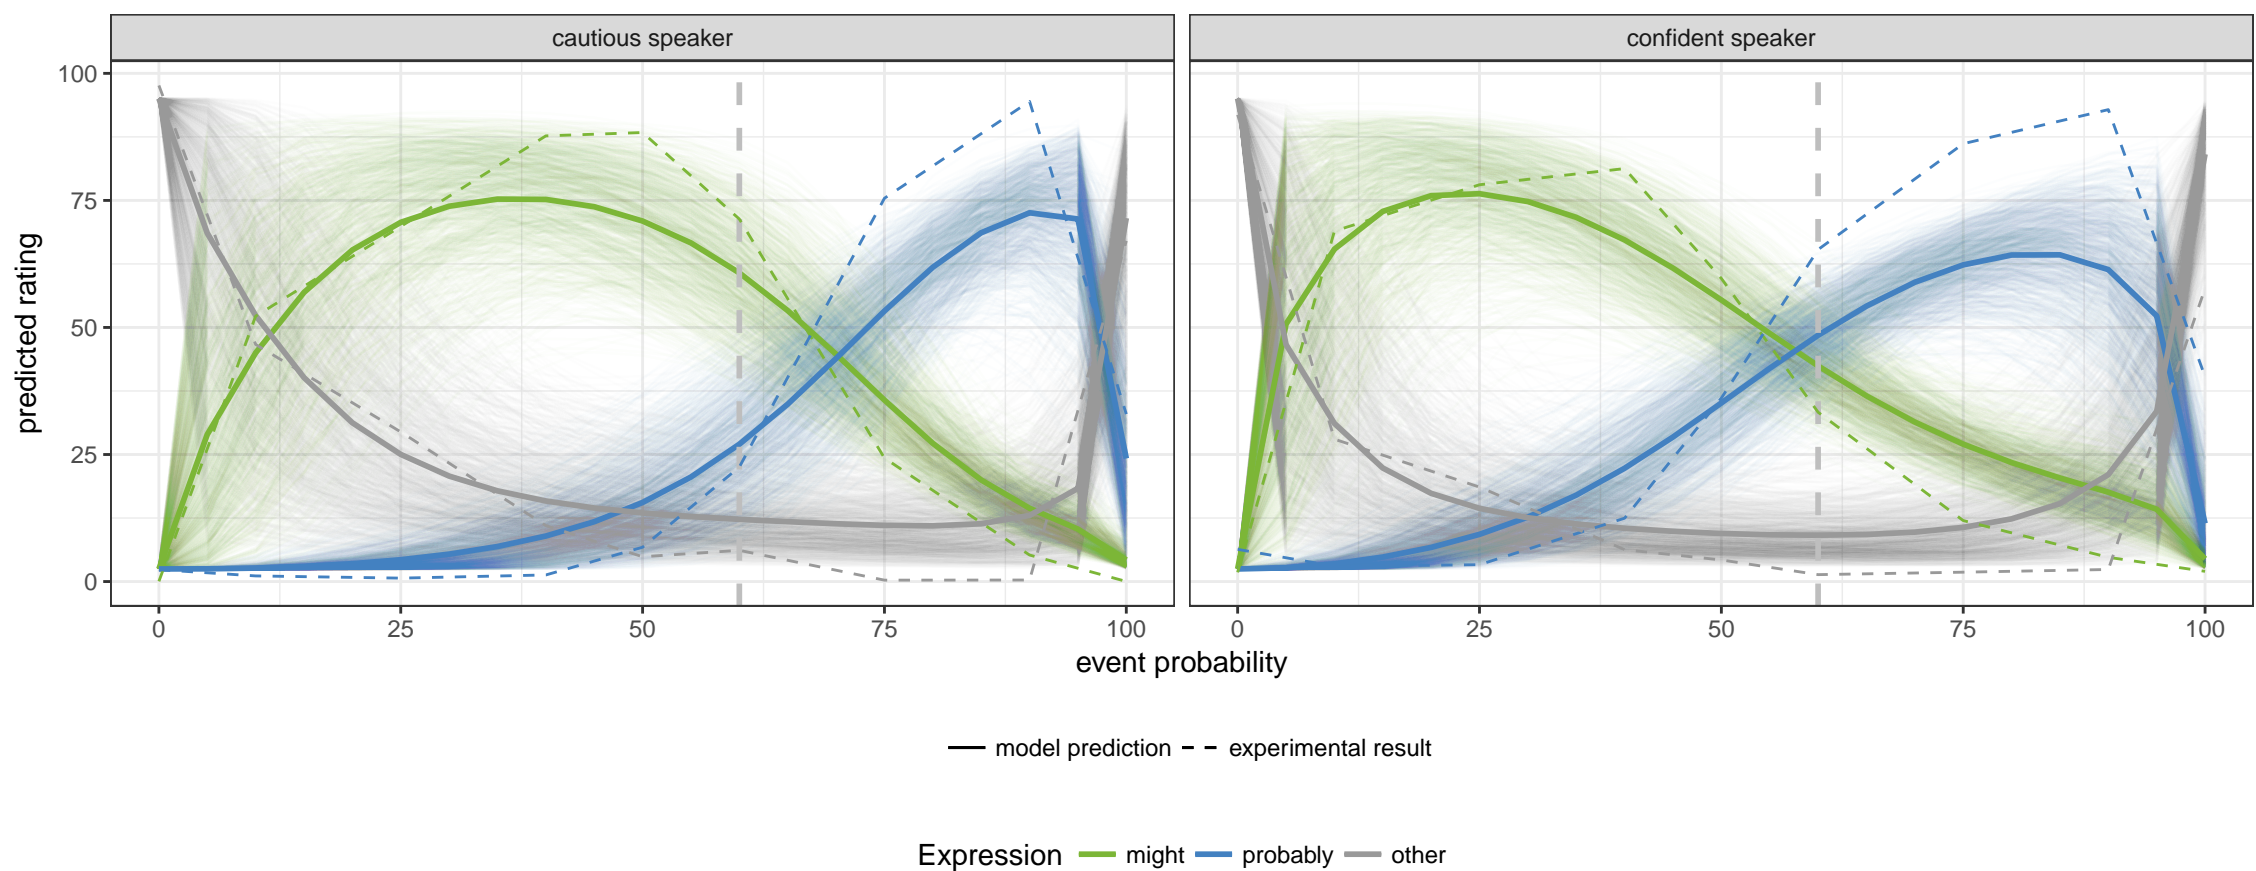 cautious speaker
confident speaker
predicted rating
100
75
50
25
0
0 25 50 75 100
0 25 50 75 100
event probability
model prediction experimental result
Expression might probably other